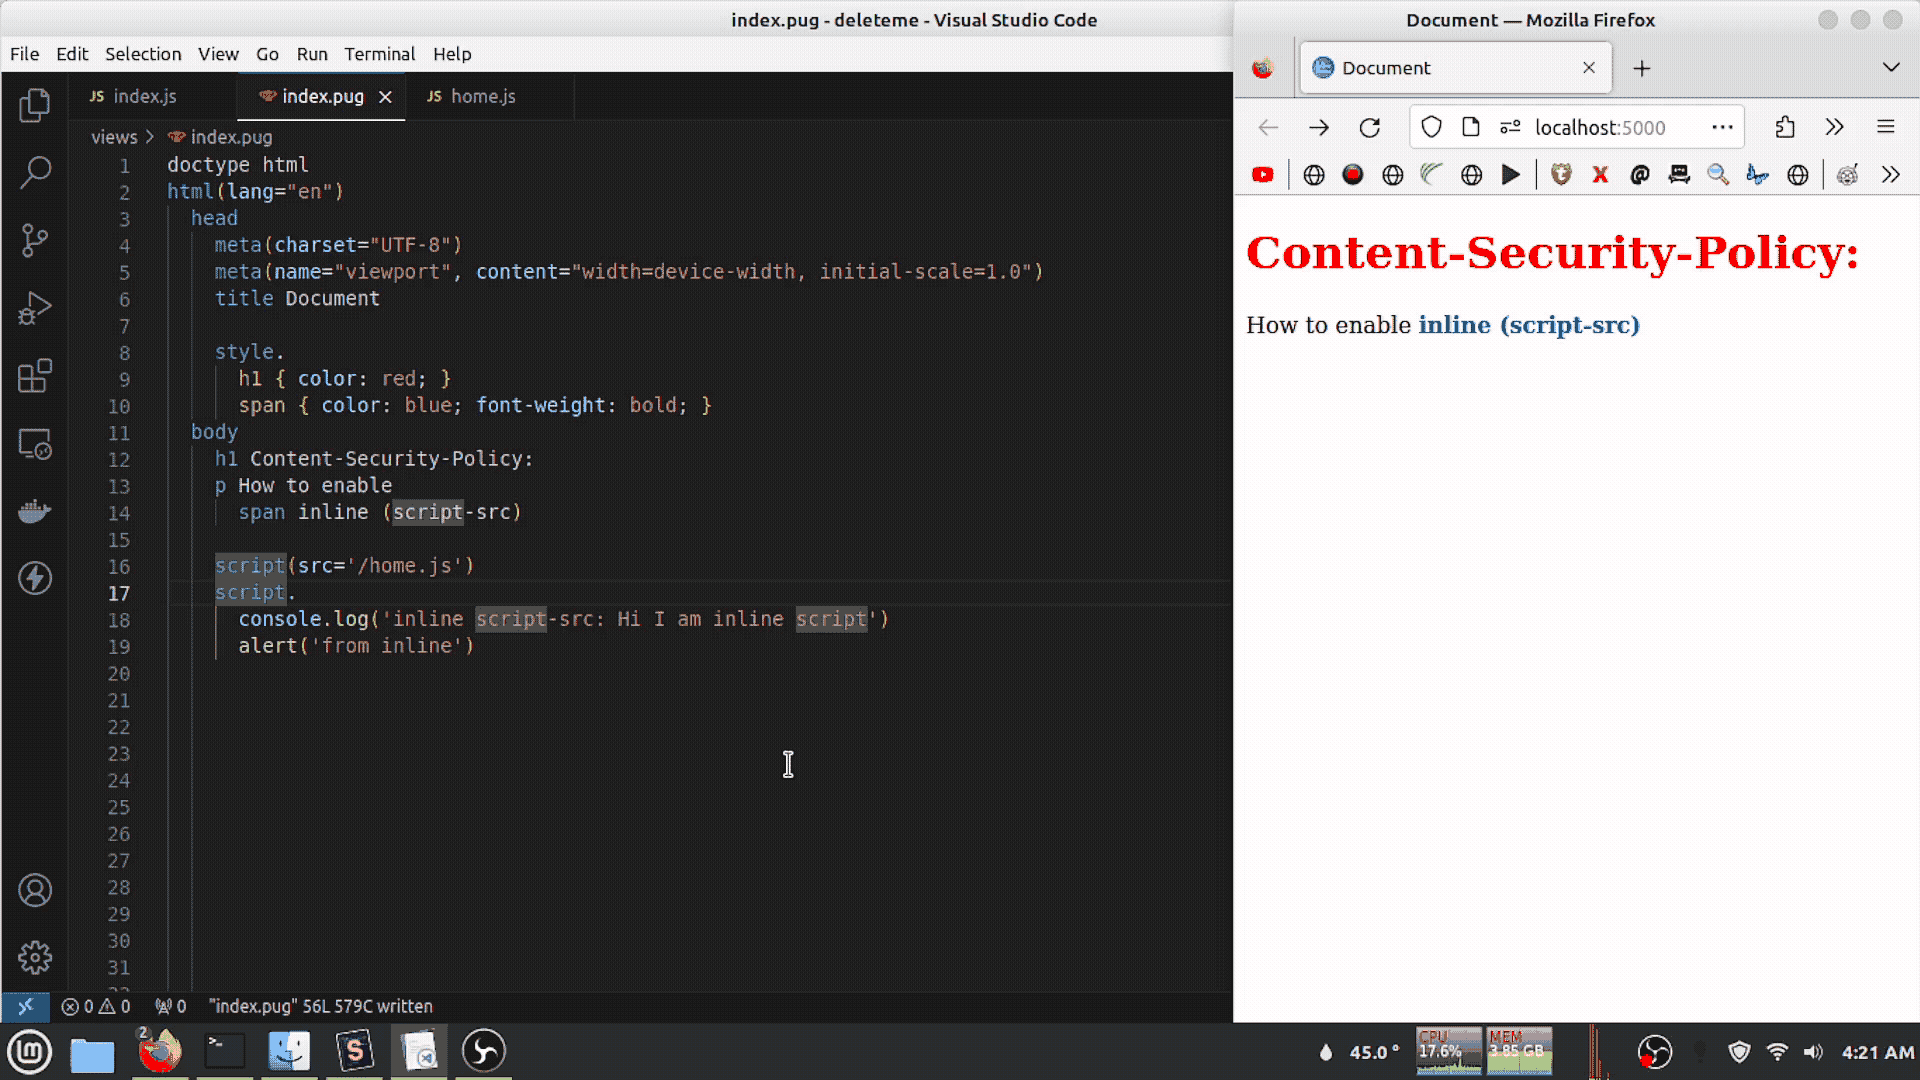 index.pug - deleteme - Visual Studio Code
File Edit Selection View Go Run Terminal Help
JS index.js index.pug JS home.js
views > index.pug
1 doctype html
2 html(lang="en")
3 head
4 meta(charset="UTF-8")
5 meta(name="viewport", content="width=device-width, initial-scale=1.0")
6 title Document
7
8 style.
9 h1 { color: red; }
10 span { color: blue; font-weight: bold; }
11 body
12 h1 Content-Security-Policy:
13 p How to enable
14 span inline (script-src)
15
16 script(src='/home.js')
17 script.
18 console.log('inline script-src: Hi I am inline script')
19 alert('from inline')
20
21
22
23
24
25
26
27
28
29
30
31
0 0 0 "index.pug" 56L 579C written
Document — Mozilla Firefox
Document
localhost:5000
Content-Security-Policy:
How to enable inline (script-src)
2
45.0 °
CPU
17.6%
MEM
3.85 GB
4:21 AM